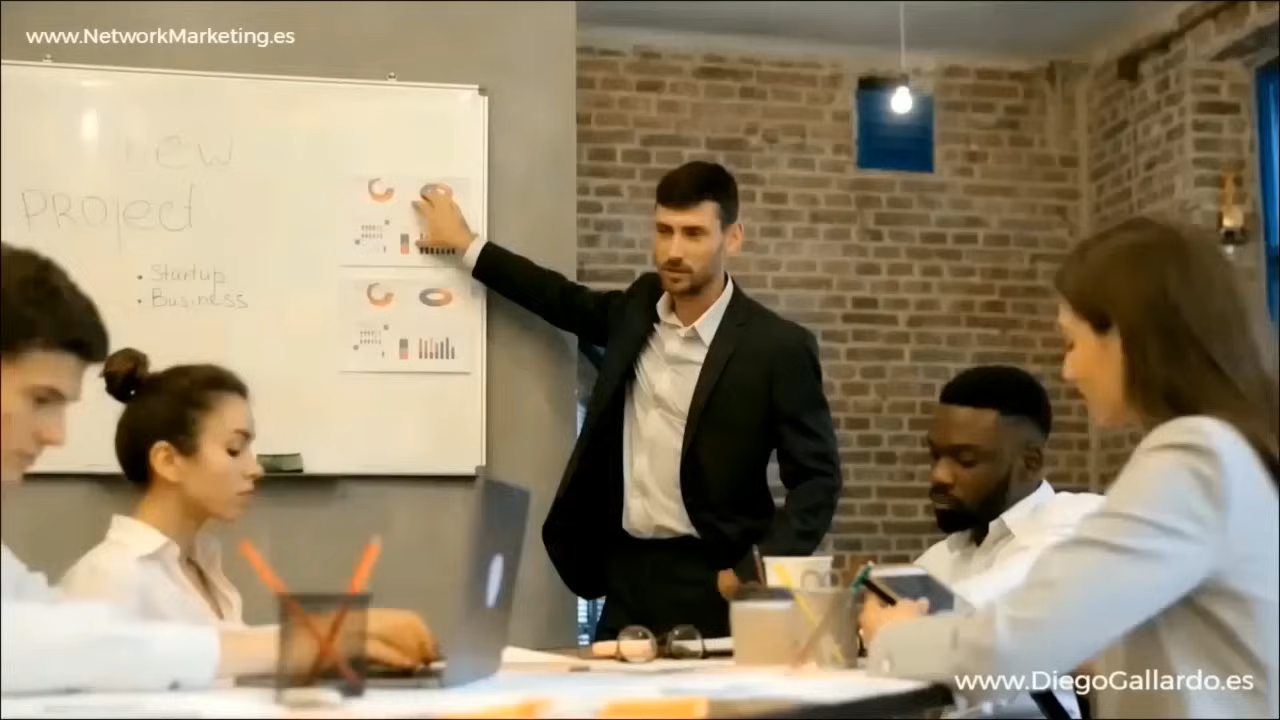 www.NetworkMarketing.es
new
PROject
• Startup
• Business
www.DiegoGallardo.es